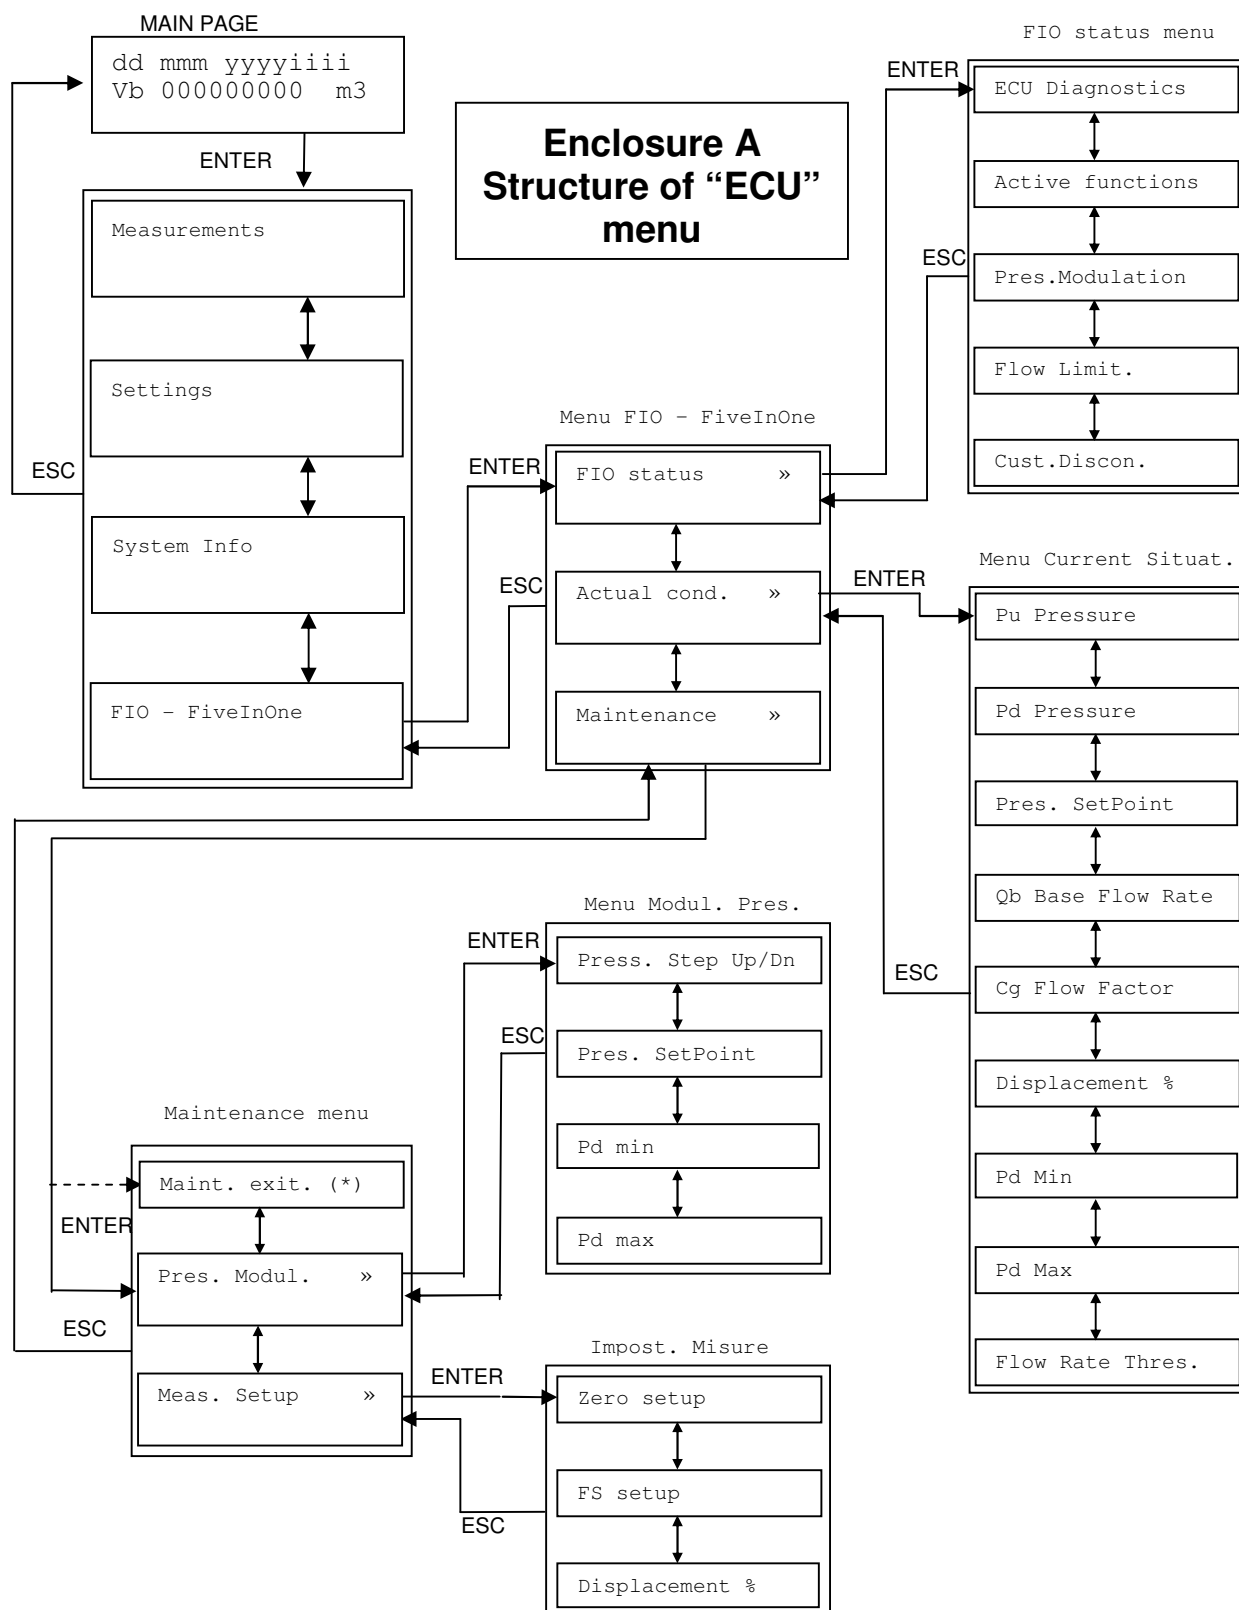 MAIN PAGE
dd mmm yyyyiiii
Vb 000000000 m3
ENTER
Measurements
Settings
ESC
System Info
FIO – FiveInOne
Enclosure A
Structure of “ECU”
menu
Menu FIO – FiveInOne
ENTER
FIO status »
ESC
Actual cond. »
Maintenance »
FIO status menu
ENTER
ECU Diagnostics
Active functions
ESC
Pres.Modulation
Flow Limit.
Cust.Discon.
Menu Current Situat.
ENTER
Pu Pressure
Pd Pressure
Pres. SetPoint
Qb Base Flow Rate
ESC
Cg Flow Factor
Displacement %
Pd Min
Pd Max
Flow Rate Thres.
Menu Modul. Pres.
ENTER
Press. Step Up/Dn
ESC
Pres. SetPoint
Pd min
Pd max
Maintenance menu
Maint. exit. (*)
ENTER
Pres. Modul. »
ESC
Meas. Setup »
Impost. Misure
ENTER
Zero setup
FS setup
ESC
Displacement %